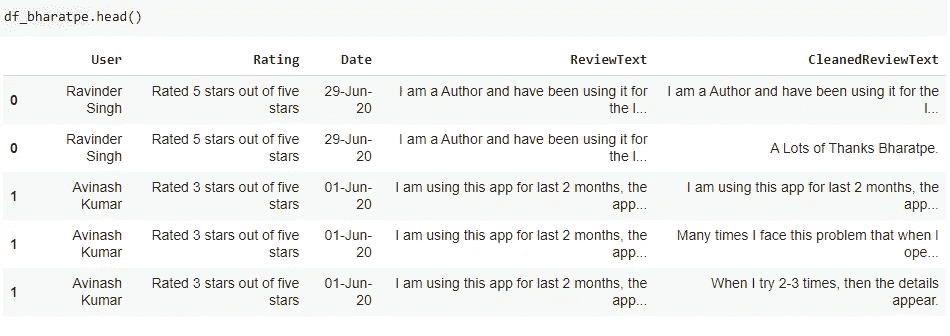 df_bharatpe.head()
User Rating Date ReviewText CleanedReviewText
0 Ravinder Singh Rated 5 stars out of five stars 29-Jun-20 I am a Author and have been using it for the I... I am a Author and have been using it for the I...
0 Ravinder Singh Rated 5 stars out of five stars 29-Jun-20 I am a Author and have been using it for the I... A Lots of Thanks Bharatpe.
1 Avinash Kumar Rated 3 stars out of five stars 01-Jun-20 I am using this app for last 2 months, the app... I am using this app for last 2 months, the app...
1 Avinash Kumar Rated 3 stars out of five stars 01-Jun-20 I am using this app for last 2 months, the app... Many times I face this problem that when I ope...
1 Avinash Kumar Rated 3 stars out of five stars 01-Jun-20 I am using this app for last 2 months, the app... When I try 2-3 times, then the details appear.